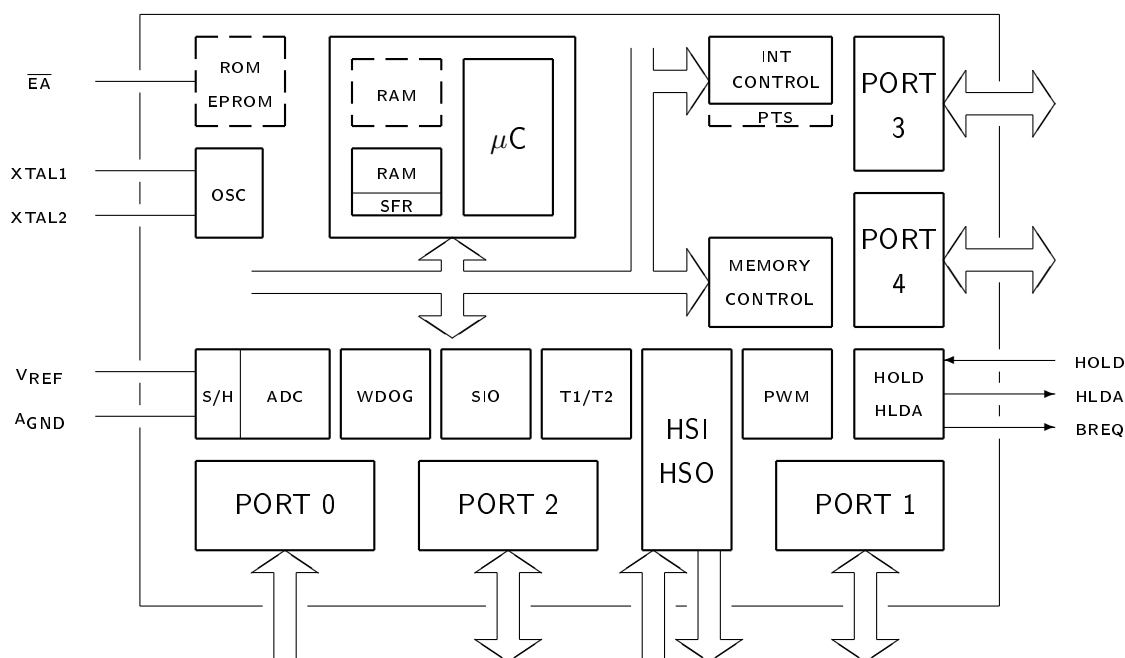 EA
ROM
EPROM
RAM
μC
INT
CONTROL
PTS
PORT
3
XTAL1
XTAL2
OSC
RAM
SFR
MEMORY
CONTROL
PORT
4
VREF
AGND
S/H
ADC
WDOG
SIO
T1/T2
HSI
HSO
PWM
HOLD
HLDA
HOLD
HLDA
BREQ
PORT 0
PORT 2
PORT 1